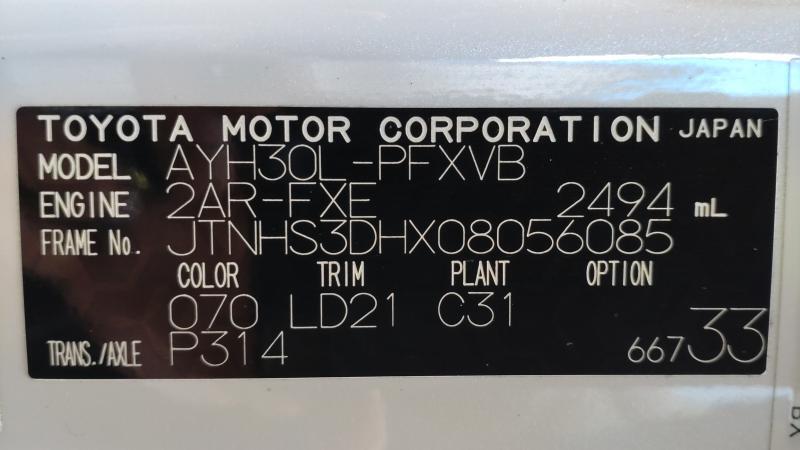 TOYOTA MOTOR CORPORATION JAPAN
MODEL AYH30L-PFXVB
ENGINE 2AR-FXE 2494 mL
FRAME No. JTNHS3DHX08056085
COLOR TRIM PLANT OPTION
070 LD21 C31
TRANS./AXLE P314 66733